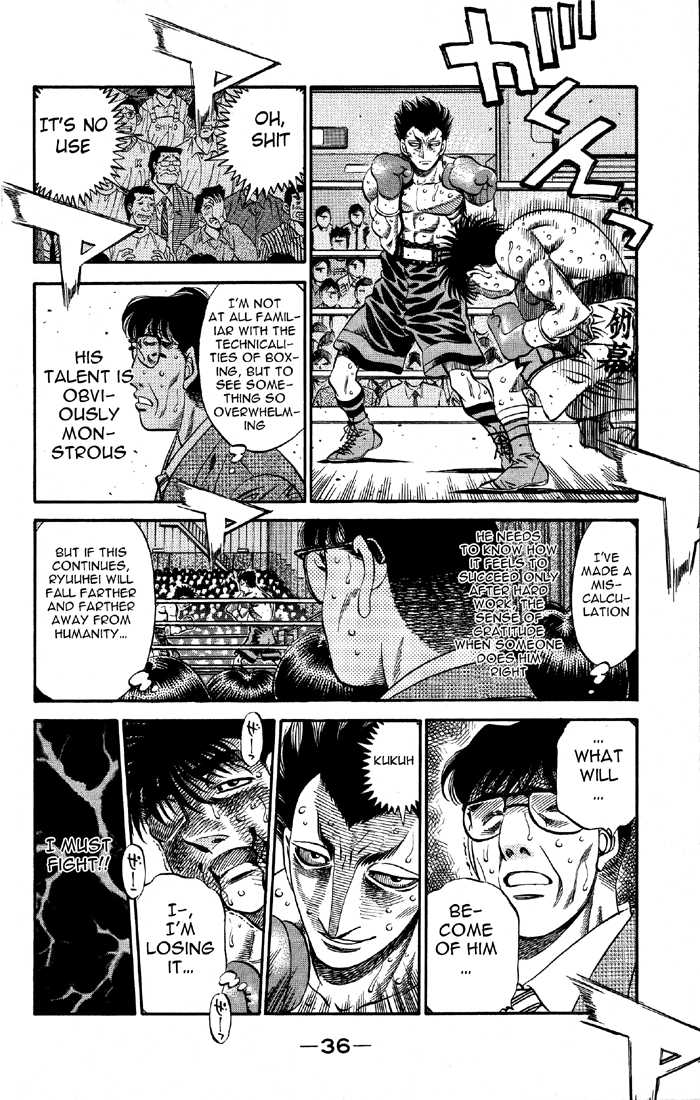 ガ
くん
OH,
SHIT
IT'S NO
USE
I'M NOT
AT ALL FAMIL-
IAR WITH THE
TECHNICALI-
TIES OF BOX-
ING, BUT TO
SEE SOME-
THING SO
OVERWHELM-
ING
HIS
TALENT IS
OBVI-
OUSLY
MON-
STROUS
I'VE
MADE A
MIS-
CALCU-
LATION
HE NEEDS
TO KNOW HOW
IT FEELS TO
SUCCEED ONLY
AFTER HARD
WORK, THE
SENSE OF
GRATITUDE
WHEN SOMEONE
DOES HIM
RIGHT
BUT IF THIS
CONTINUES,
RYUUHEI WILL
FALL FARTHER
AND FARTHER
AWAY FROM
HUMANITY...
...
WHAT
WILL
...
BE-
COME
OF HIM
...
KUKUH
I-,
I'M
LOSING
IT...
I MUST
FIGHT!!
—36—